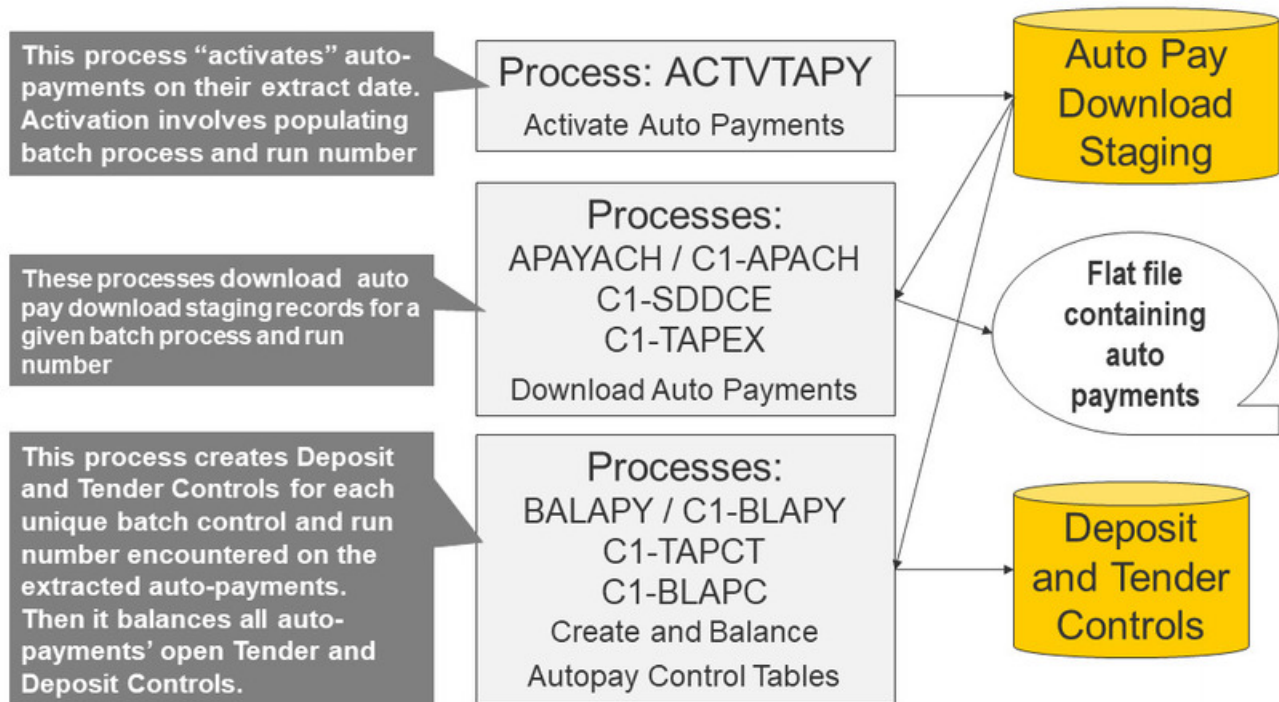 This process “activates” auto-
payments on their extract date.
Activation involves populating
batch process and run number
Process: ACTVTAPY
Activate Auto Payments
Auto Pay
Download
Staging
These processes download auto
pay download staging records for a
given batch process and run
number
Processes:
APAYACH / C1-APACH
C1-SDDCE
C1-TAPEX
Download Auto Payments
Flat file
containing
auto
payments
This process creates Deposit
and Tender Controls for each
unique batch control and run
number encountered on the
extracted auto-payments.
Then it balances all auto-
payments’ open Tender and
Deposit Controls.
Processes:
BALAPY / C1-BLAPY
C1-TAPCT
C1-BLAPC
Create and Balance
Autopay Control Tables
Deposit
and Tender
Controls